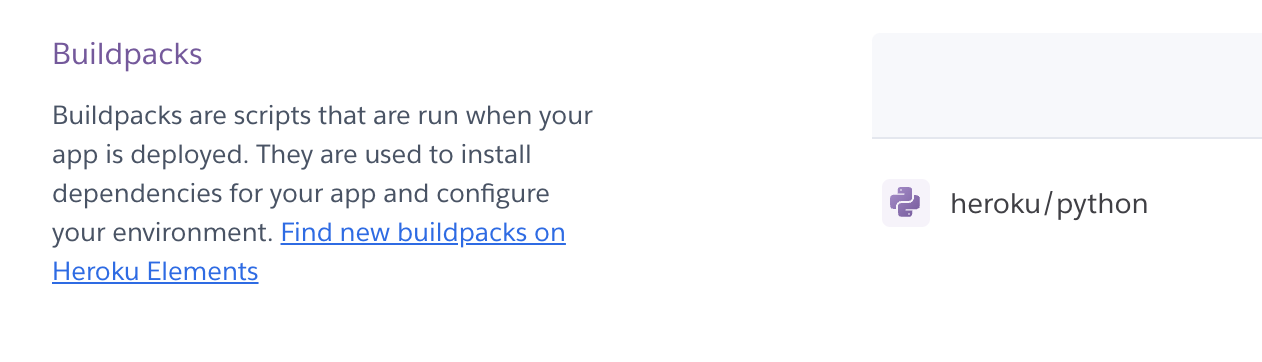 Buildpacks
Buildpacks are scripts that are run when your
app is deployed. They are used to install
dependencies for your app and configure
your environment. Find new buildpacks on
Heroku Elements
heroku/python